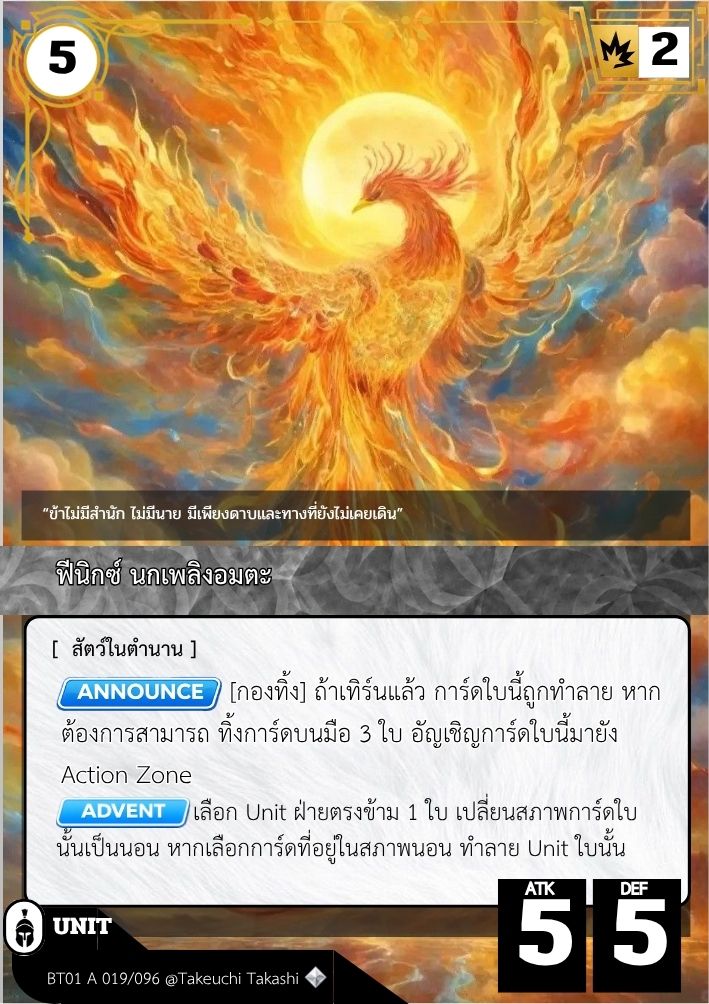 5
2
"ข้าไม่มีสำนัก ไม่มีนาย มีเพียงดาบและทางที่ยังไม่เคยเดิน"
ฟีนิกซ์ นกเพลิงอมตะ
[ สัตว์ในตำนาน ]
ANNOUNCE [กองทิ้ง] ถ้าเทิร์นแล้ว การ์ดใบนี้ถูกทำลาย หาก
ต้องการสามารถ ทิ้งการ์ดบนมือ 3 ใบ อัญเชิญการ์ดใบนี้มายัง
Action Zone
ADVENT เลือก Unit ฝ่ายตรงข้าม 1 ใบ เปลี่ยนสภาพการ์ดใบ
นั้นเป็นนอน หากเลือกการ์ดที่อยู่ในสภาพนอน ทำลาย Unit ใบนั้น
ATK
5
DEF
5
UNIT
BT01 A 019/096 @Takeuchi Takashi